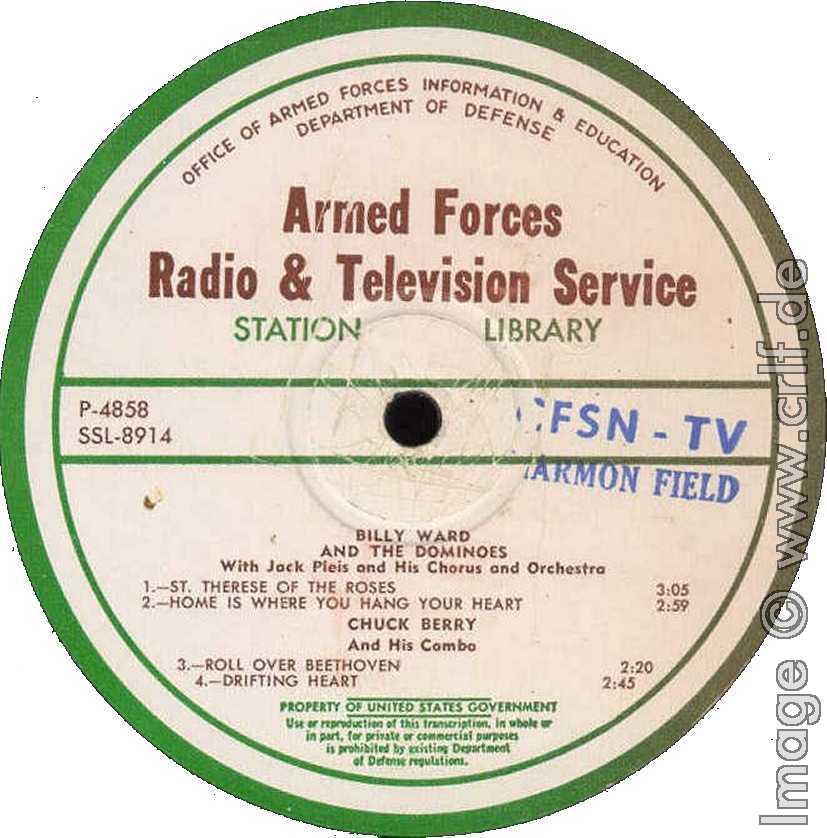 OFFICE OF ARMED FORCES INFORMATION & EDUCATION
DEPARTMENT OF DEFENSE
Armed Forces
Radio & Television Service
STATION LIBRARY
P-4858
SSL-8914
CFSN - TV
HARMON FIELD
BILLY WARD
AND THE DOMINOES
With Jack Pleis and His Chorus and Orchestra
1.—ST. THERESE OF THE ROSES 3:05
2.—HOME IS WHERE YOU HANG YOUR HEART 2:59
CHUCK BERRY
And His Combo
3.—ROLL OVER BEETHOVEN 2:20
4.—DRIFTING HEART 2:45
PROPERTY OF UNITED STATES GOVERNMENT
Use or reproduction of this transcription, in whole or
in part, for private or commercial purposes
is prohibited by existing Department
of Defense regulations.
Image © www.crlf.de